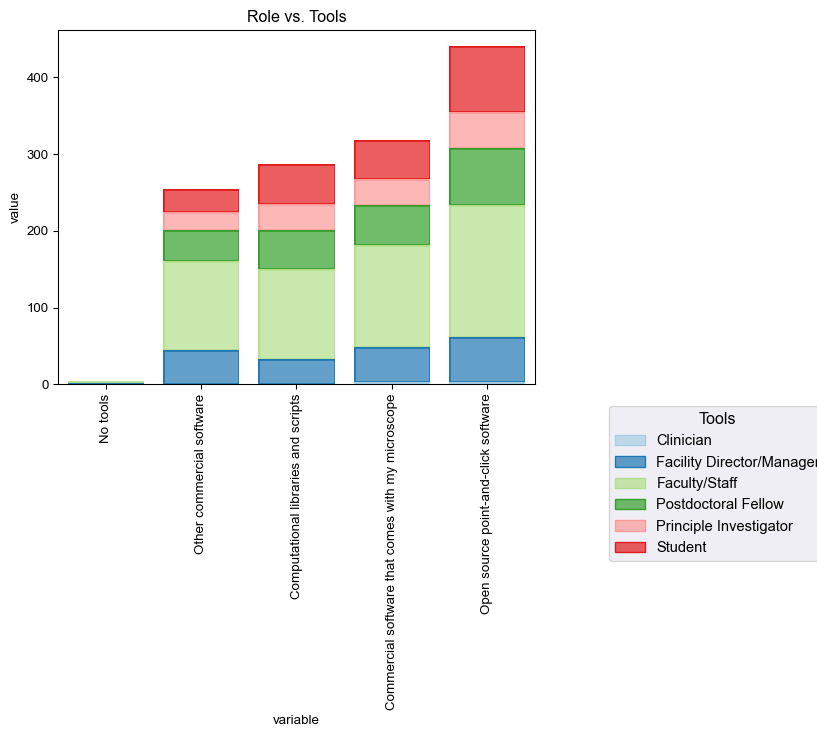 Role vs. Tools
value
400
300
200
100
0
No tools
Other commercial software
Computational libraries and scripts
Commercial software that comes with my microscope
Open source point-and-click software
variable
Tools
Clinician
Facility Director/Manager
Faculty/Staff
Postdoctoral Fellow
Principle Investigator
Student